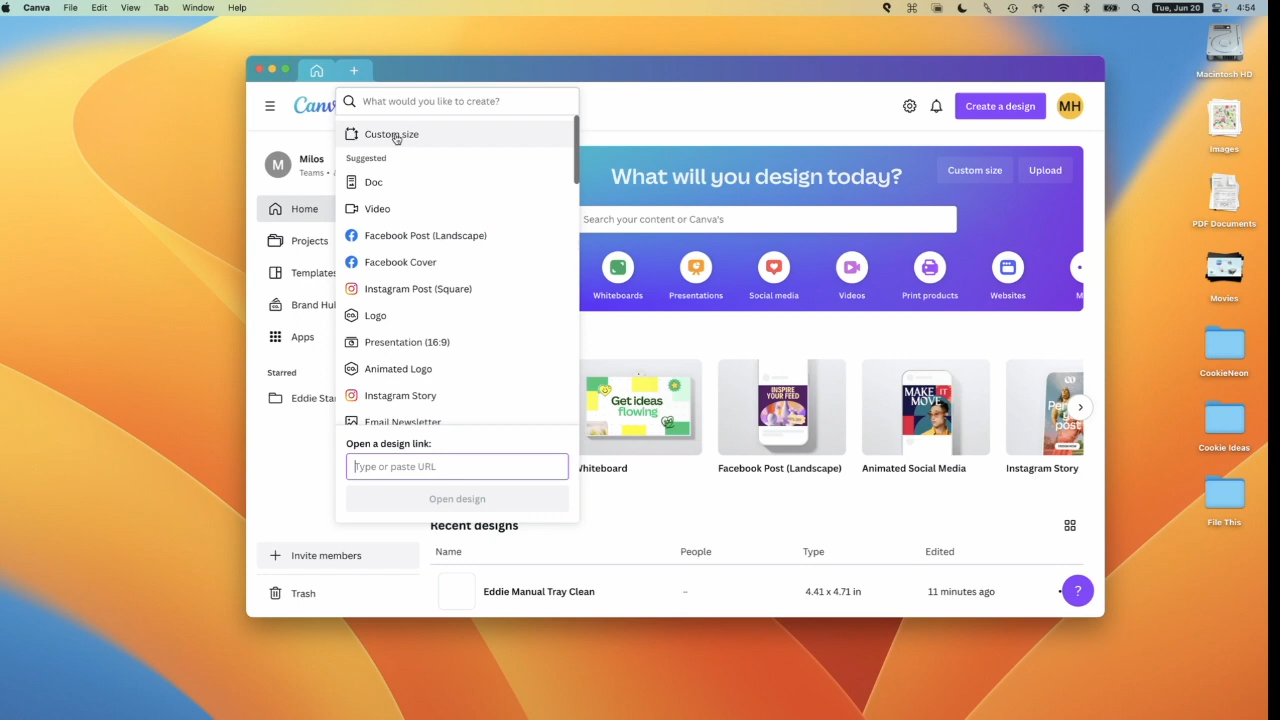 Canva File Edit View Tab Window Help
Tue, Jun 20 4:54
Macintosh HD
Images
PDF Documents
Movies
CookieNeon
Cookie Ideas
File This
What would you like to create?
Create a design
MH
Custom size
Suggested
Doc
Video
Facebook Post (Landscape)
Facebook Cover
Instagram Post (Square)
Logo
Presentation (16:9)
Animated Logo
Instagram Story
Email Newsletter
Open a design link:
Type or paste URL
Open design
M
Milos
Teams •
Home
Projects
Templates
Brand Hu
Apps
Starred
Eddie Sta
Invite members
Trash
What will you design today?
Custom size
Upload
Search your content or Canva's
Whiteboards
Presentations
Social media
Videos
Print products
Websites
M
Get ideas
flowing
INSPIRE
YOUR FEED
MAKE IT
MOVE
Whiteboard
Facebook Post (Landscape)
Animated Social Media
Instagram Story
Recent designs
Name People Type Edited
Eddie Manual Tray Clean – 4.41 x 4.71 in 11 minutes ago
?